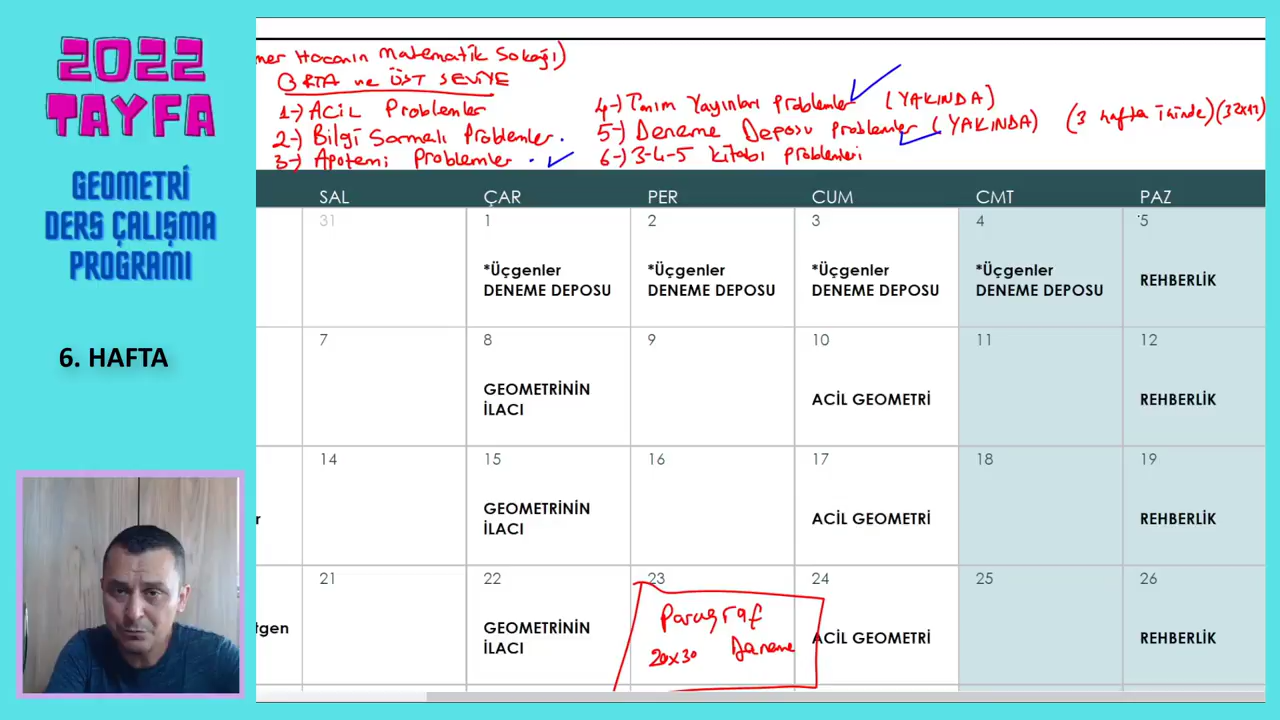 2022
TAYFA
GEOMETRİ
DERS ÇALIŞMA
PROGRAMI
6. HAFTA
mer Hocanın Matematik Sokağı)
ORTA ve ÜST SEVİYE
1-) Acil Problemler
2-) Bilgi Sarmalı Problemler.
3-) Apotemi Problemler
4-) Tanım Yayınları Problemler (YAKINDA)
5-) Deneme Deposu Problemler (YAKINDA) (3 hafta içinde)
6-) 3-4-5 Kitabı Problemleri
SAL ÇAR PER CUM CMT PAZ
31 1 2 3 4 5
*Üçgenler *Üçgenler *Üçgenler *Üçgenler
DENEME DEPOSU DENEME DEPOSU DENEME DEPOSU DENEME DEPOSU REHBERLİK
7 8 9 10 11 12
GEOMETRİNİN
İLACI ACİL GEOMETRİ REHBERLİK
14 15 16 17 18 19
GEOMETRİNİN
r İLACI ACİL GEOMETRİ REHBERLİK
21 22 23 24 25 26
Paragraf
tgen GEOMETRİNİN ACİL GEOMETRİ REHBERLİK
İLACI 20x30 Deneme